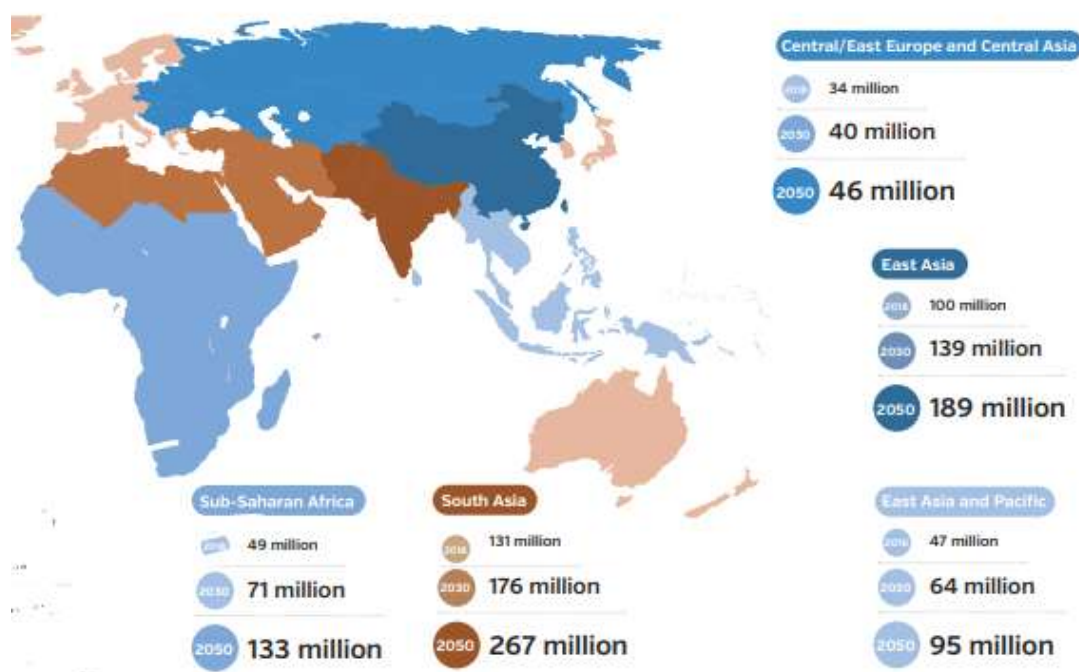 Central/East Europe and Central Asia
34 million
2030 40 million
2050 46 million
East Asia
2018 100 million
2030 139 million
2050 189 million
Sub-Saharan Africa
49 million
2030 71 million
2050 133 million
South Asia
2018 131 million
2030 176 million
2050 267 million
East Asia and Pacific
47 million
64 million
2050 95 million